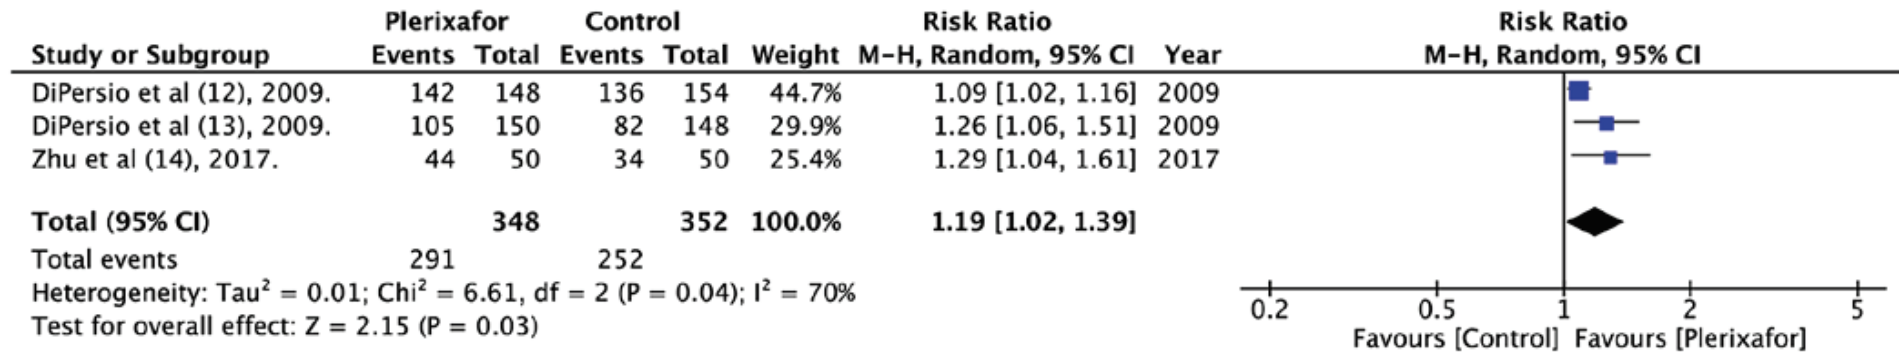 Plerixafor Control Risk Ratio Risk Ratio
Study or Subgroup Events Total Events Total Weight M-H, Random, 95% CI Year M-H, Random, 95% CI
DiPersio et al (12), 2009. 142 148 136 154 44.7% 1.09 [1.02, 1.16] 2009
DiPersio et al (13), 2009. 105 150 82 148 29.9% 1.26 [1.06, 1.51] 2009
Zhu et al (14), 2017. 44 50 34 50 25.4% 1.29 [1.04, 1.61] 2017
Total (95% CI) 348 352 100.0% 1.19 [1.02, 1.39]
Total events 291 252
Heterogeneity: Tau² = 0.01; Chi² = 6.61, df = 2 (P = 0.04); I² = 70%
Test for overall effect: Z = 2.15 (P = 0.03)
0.2 0.5 1 2 5
Favours [Control] Favours [Plerixafor]